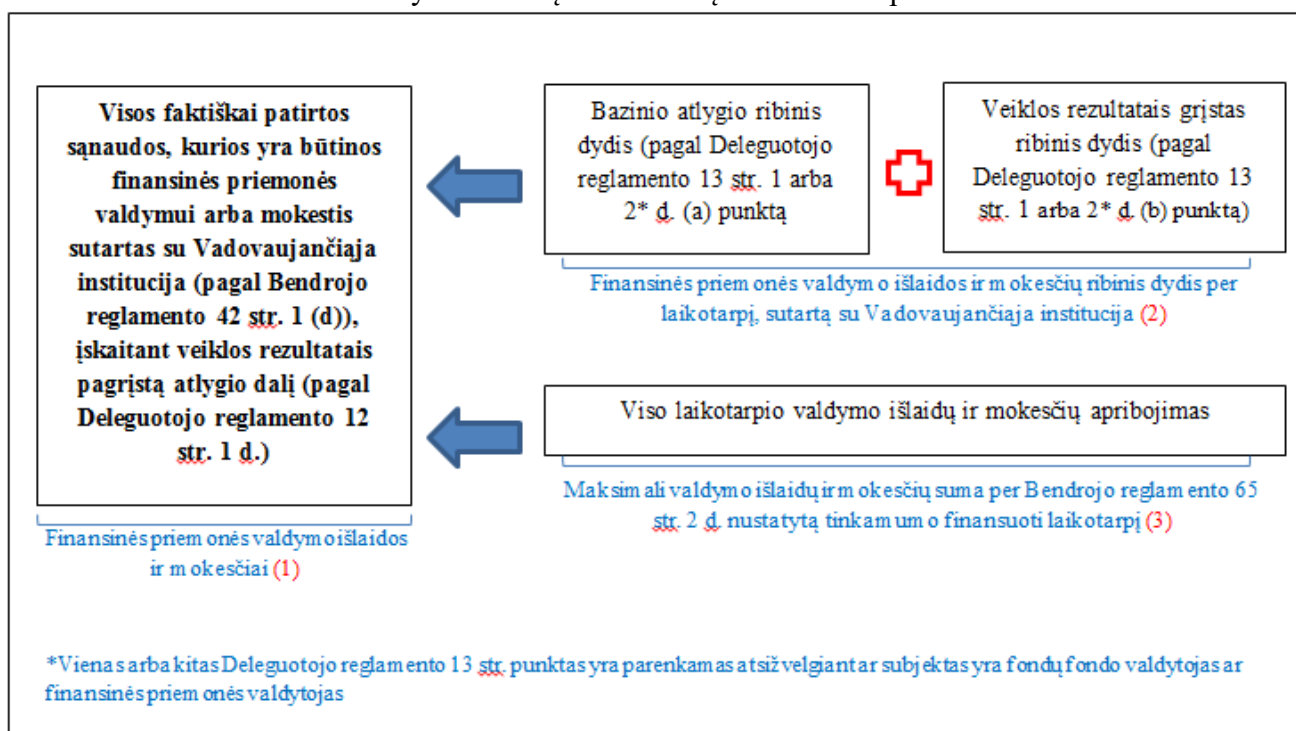 Visos faktiškai patirtos
sąnaudos, kurios yra būtinos
finansinės priemonės
valdymui arba mokestis
sutartas su Vadovaujančiąja
institucija (pagal Bendrojo
reglamento 42 str. 1 (d)),
įskaitant veiklos rezultatais
pagrįstą atlygio dalį (pagal
Deleguotojo reglamento 12
str. 1 d.)
Finansinės priemonės valdymo išlaidos
ir mokesčiai (1)
Bazinio atlygio ribinis
dydis (pagal Deleguotojo
reglamento 13 str. 1 arba
2* d. (a) punktą
Veiklos rezultatais grįstas
ribinis dydis (pagal
Deleguotojo reglamento 13
str. 1 arba 2* d. (b) punktą)
Finansinės priemonės valdymo išlaidos ir mokesčių ribinis dydis per
laikotarpį, sutartą su Vadovaujančiąja institucija (2)
Viso laikotarpio valdymo išlaidų ir mokesčių apribojimas
Maksimali valdymo išlaidų ir mokesčių suma per Bendrojo reglamento 65
str. 2 d. nustatytą tinkamumo finansuoti laikotarpį (3)
*Vienas arba kitas Deleguotojo reglamento 13 str. punktas yra parenkamas atsižvelgiant ar subjektas yra fondų fondo valdytojas ar
finansinės priemonės valdytojas